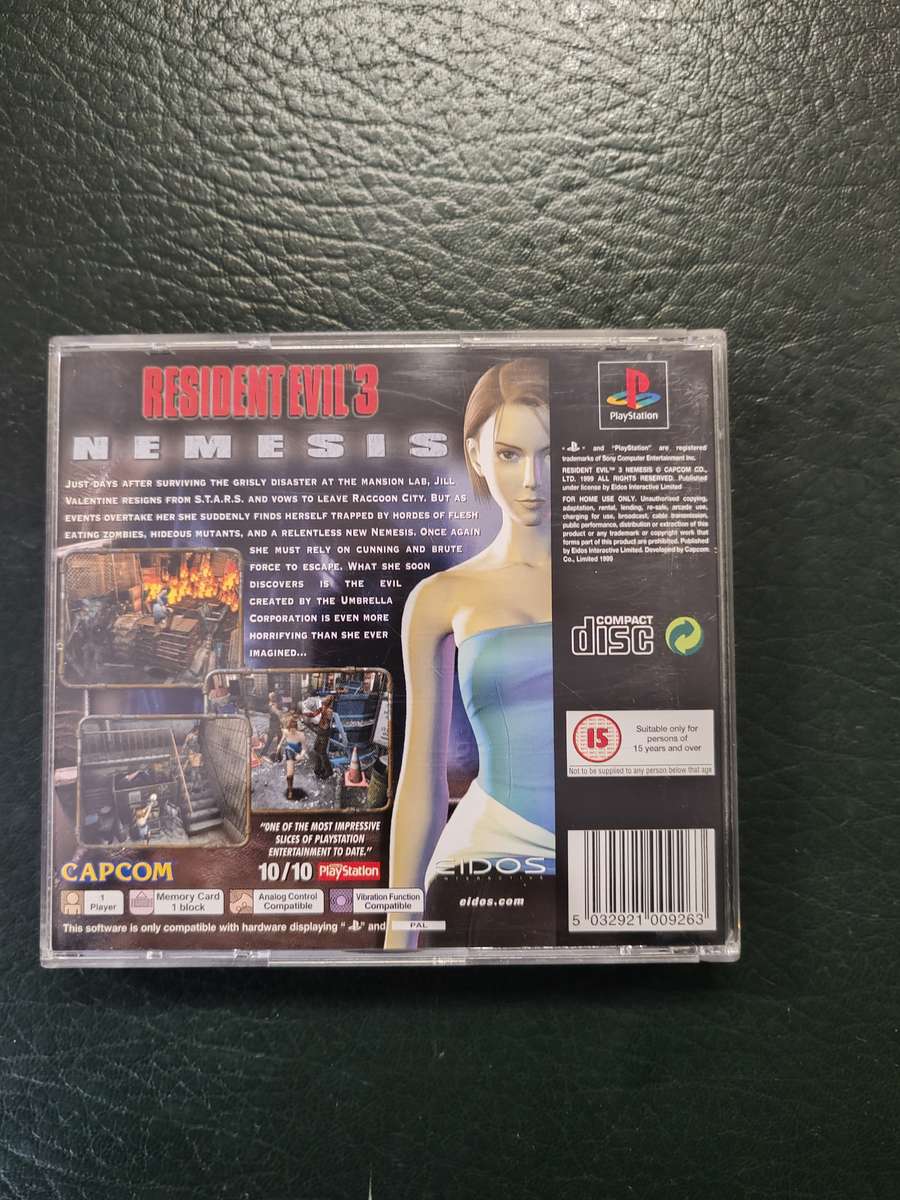 RESIDENT EVIL™ 3
NEMESIS
JUST DAYS AFTER SURVIVING THE GRISLY DISASTER AT THE MANSION LAB, JILL
VALENTINE RESIGNS FROM S.T.A.R.S. AND VOWS TO LEAVE RACCOON CITY. BUT AS
EVENTS OVERTAKE HER SHE SUDDENLY FINDS HERSELF TRAPPED BY HORDES OF FLESH
EATING ZOMBIES, HIDEOUS MUTANTS, AND A RELENTLESS NEW NEMESIS. ONCE AGAIN
SHE MUST RELY ON CUNNING AND BRUTE
FORCE TO ESCAPE. WHAT SHE SOON
DISCOVERS IS THE EVIL
CREATED BY THE UMBRELLA
CORPORATION IS EVEN MORE
HORRIFYING THAN SHE EVER
IMAGINED...
"ONE OF THE MOST IMPRESSIVE
SLICES OF PLAYSTATION
ENTERTAINMENT TO DATE."
10/10 PlayStation
CAPCOM
EIDOS
INTERACTIVE
eidos.com
1
Player
Memory Card
1 block
Analog Control
Compatible
Vibration Function
Compatible
This software is only compatible with hardware displaying " " and PAL
PlayStation
" " and "PlayStation" are registered
trademarks of Sony Computer Entertainment Inc.
RESIDENT EVIL™ 3 NEMESIS © CAPCOM CO.,
LTD. 1999 ALL RIGHTS RESERVED. Published
under license by Eidos Interactive Limited
FOR HOME USE ONLY. Unauthorised copying,
adaptation, rental, lending, re-sale, arcade use,
charging for use, broadcast, cable transmission,
public performance, distribution or extraction of this
product or any trademark or copyright work that
forms part of this product are prohibited. Published
by Eidos Interactive Limited. Developed by Capcom
Co., Limited 1999
COMPACT
disc
15
Suitable only for
persons of
15 years and over
Not to be supplied to any person below that age
5 032921 009263